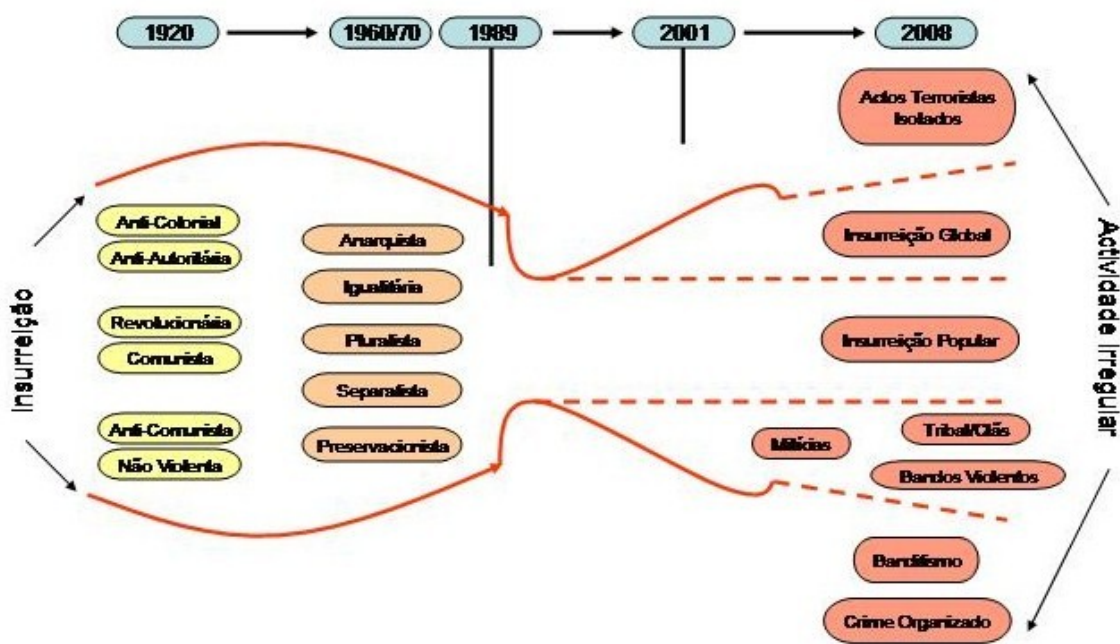 1920
1960/70
1989
2001
2008
Insurreição
Anti-Colonial
Anti-Autoritária
Revolucionária
Comunista
Anti-Comunista
Não Violenta
Anarquista
Igualitária
Pluralista
Separatista
Preservacionista
Actos Terroristas
Isolados
Insurreição Global
Insurreição Popular
Milícias
Tribal/Clãs
Bandos Violentos
Banditismo
Crime Organizado
Actividade Irregular